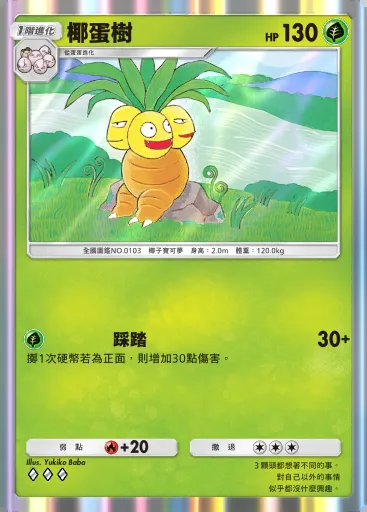 1階進化
椰蛋樹
HP 130
從蛋蛋進化
全國圖鑑NO.0103 椰子寶可夢 身高：2.0m 體重：120.0kg
踩踏 30+
擲1次硬幣若為正面，則增加30點傷害。
弱點 +20 撤退
Illus. Yukiko Baba
3顆頭都想著不同的事。
對自己以外的事情
似乎都沒什麼興趣。